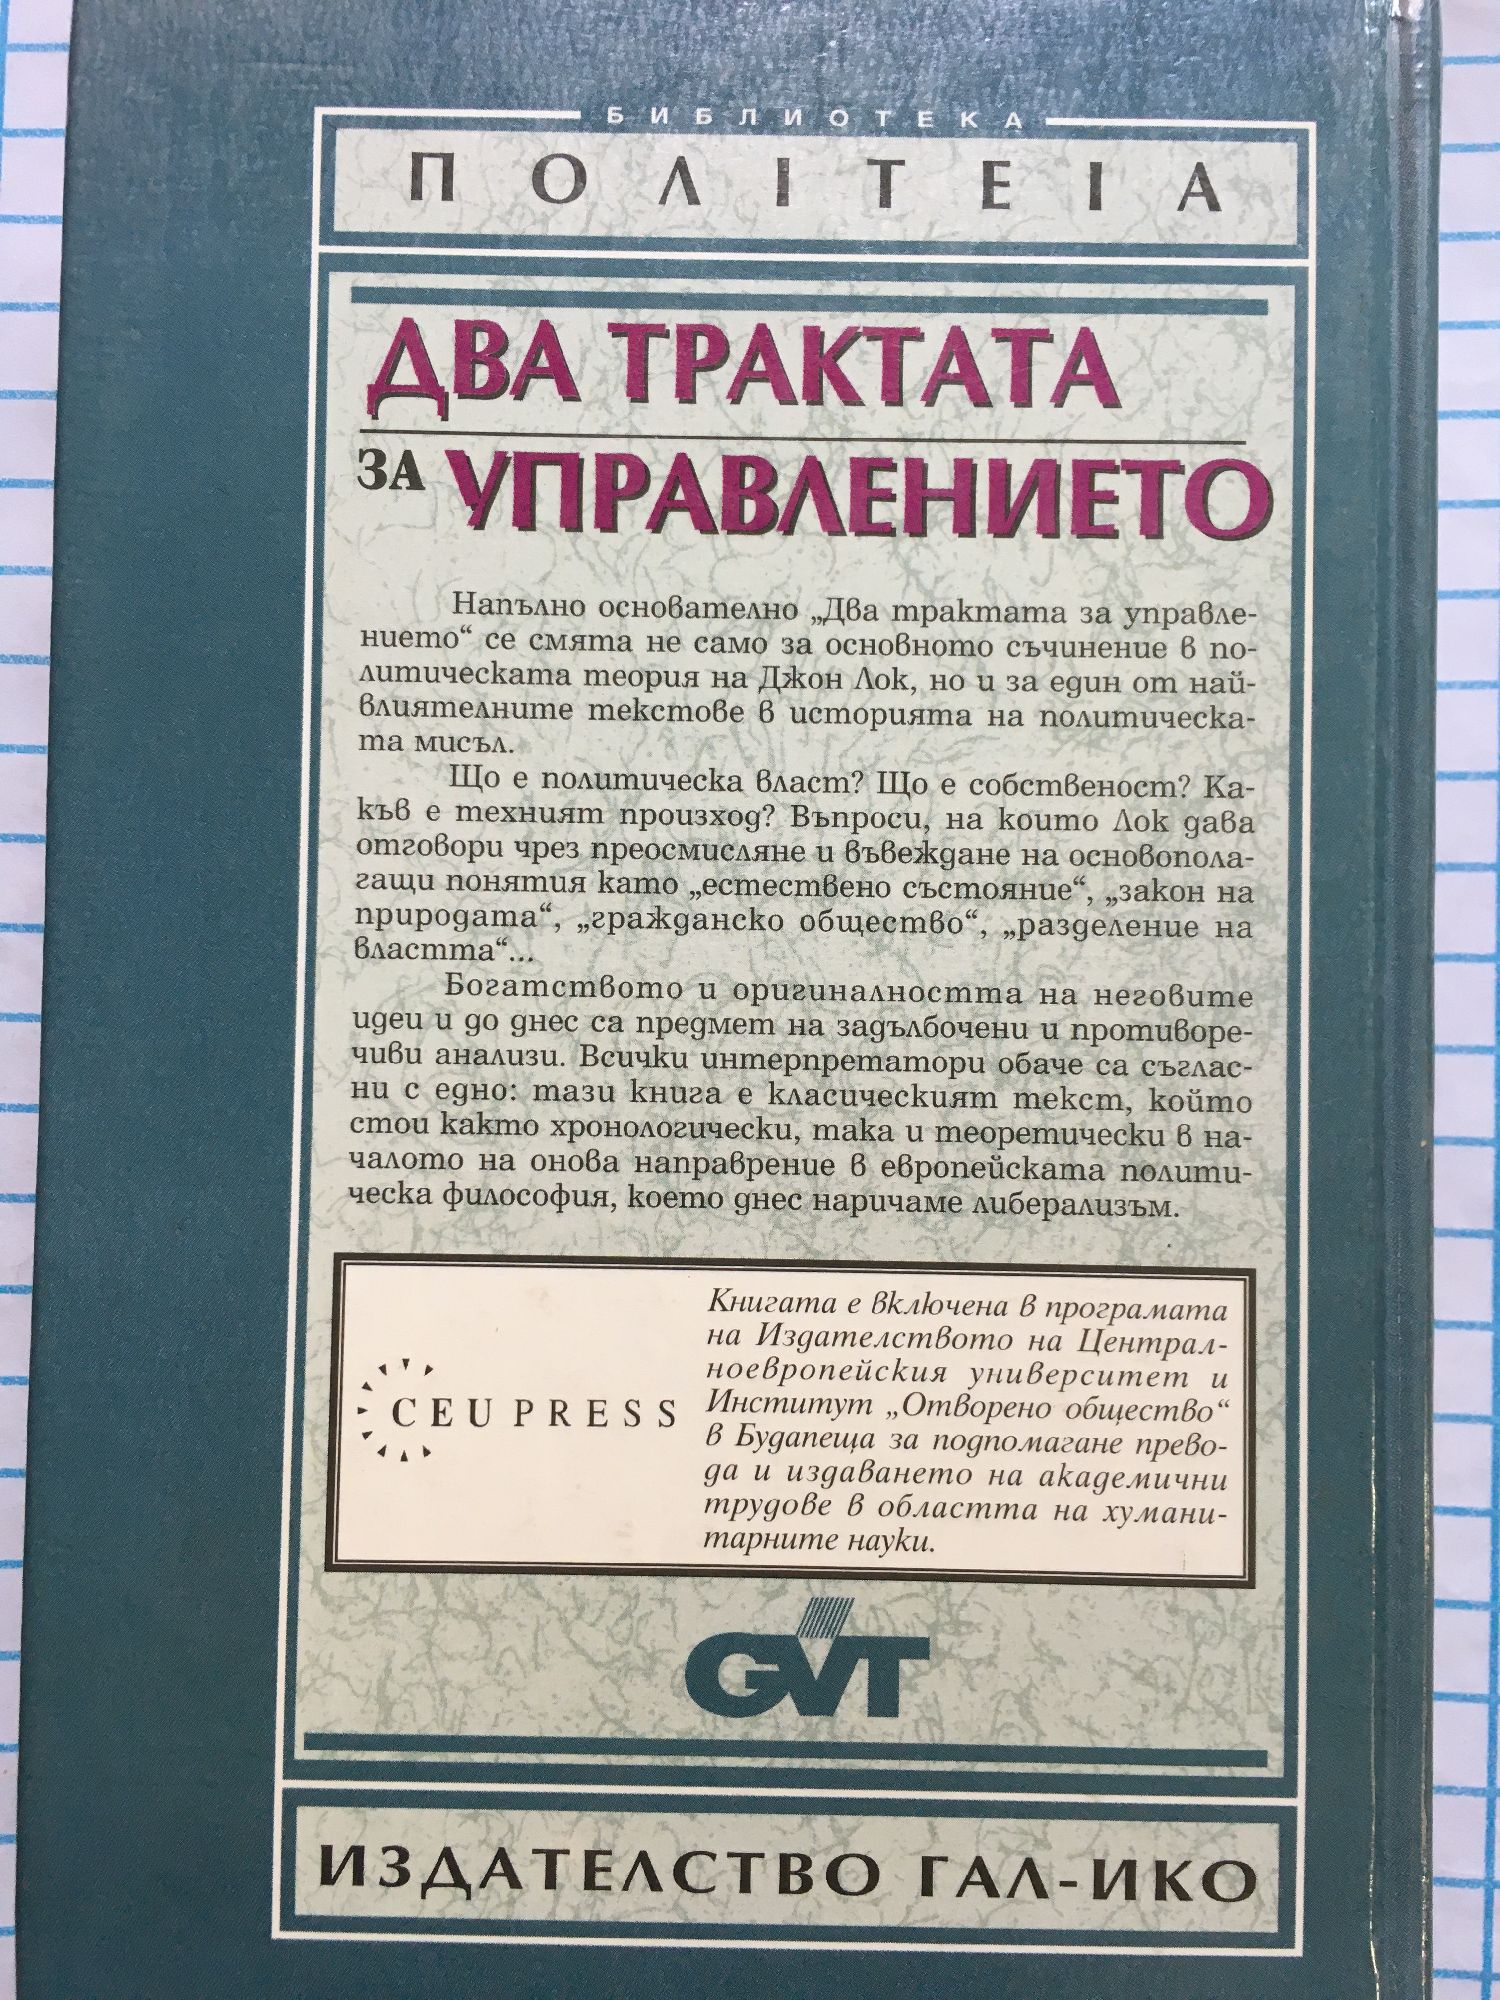 БИБЛИОТЕКА
ΠΟΛΙΤΕΙΑ
ДВА ТРАКТАТА
ЗА УПРАВЛЕНИЕТО
Напълно основателно „Два трактата за управле-
нието“ се смята не само за основното съчинение в по-
литическата теория на Джон Лок, но и за един от най-
влиятелните текстове в историята на политическа-
та мисъл.
Що е политическа власт? Що е собственост? Ка-
къв е техният произход? Въпроси, на които Лок дава
отговори чрез преосмисляне и въвеждане на основопола-
гащи понятия като „естествено състояние“, „закон на
природата“, „гражданско общество“, „разделение на
властта“...
Богатството и оригиналността на неговите
идеи и до днес са предмет на задълбочени и противоре-
чиви анализи. Всички интерпретатори обаче са съглас-
ни с едно: тази книга е класическият текст, който
стои както хронологически, така и теоретически в на-
чалото на онова направрение в европейската полити-
ческа философия, което днес наричаме либерализъм.
CEU PRESS
Книгата е включена в програмата
на Издателството на Централ-
ноевропейския университет и
Институт „Отворено общество“
в Будапеща за подпомагане прево-
да и издаването на академични
трудове в областта на хумани-
тарните науки.
GVT
ИЗДАТЕЛСТВО ГАЛ-ИКО